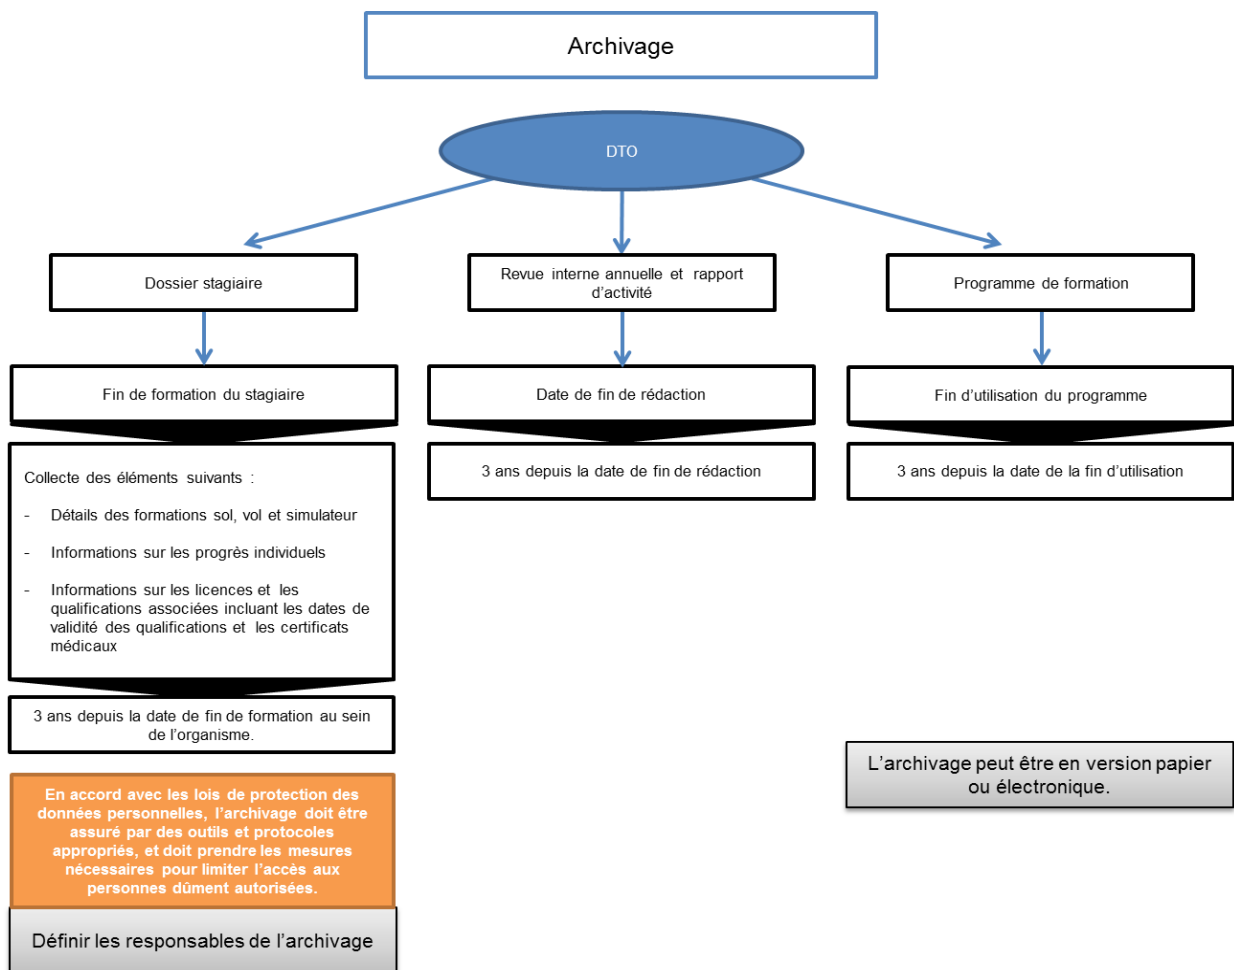 Archivage
DTO
Dossier stagiaire
Revue interne annuelle et rapport
d’activité
Programme de formation
Fin de formation du stagiaire
Date de fin de rédaction
Fin d’utilisation du programme
Collecte des éléments suivants :
- Détails des formations sol, vol et simulateur
- Informations sur les progrès individuels
- Informations sur les licences et les
qualifications associées incluant les dates de
validité des qualifications et les certificats
médicaux
3 ans depuis la date de fin de rédaction
3 ans depuis la date de la fin d’utilisation
3 ans depuis la date de fin de formation au sein
de l’organisme.
L’archivage peut être en version papier
ou électronique.
En accord avec les lois de protection des
données personnelles, l’archivage doit être
assuré par des outils et protocoles
appropriés, et doit prendre les mesures
nécessaires pour limiter l’accès aux
personnes dûment autorisées.
Définir les responsables de l’archivage